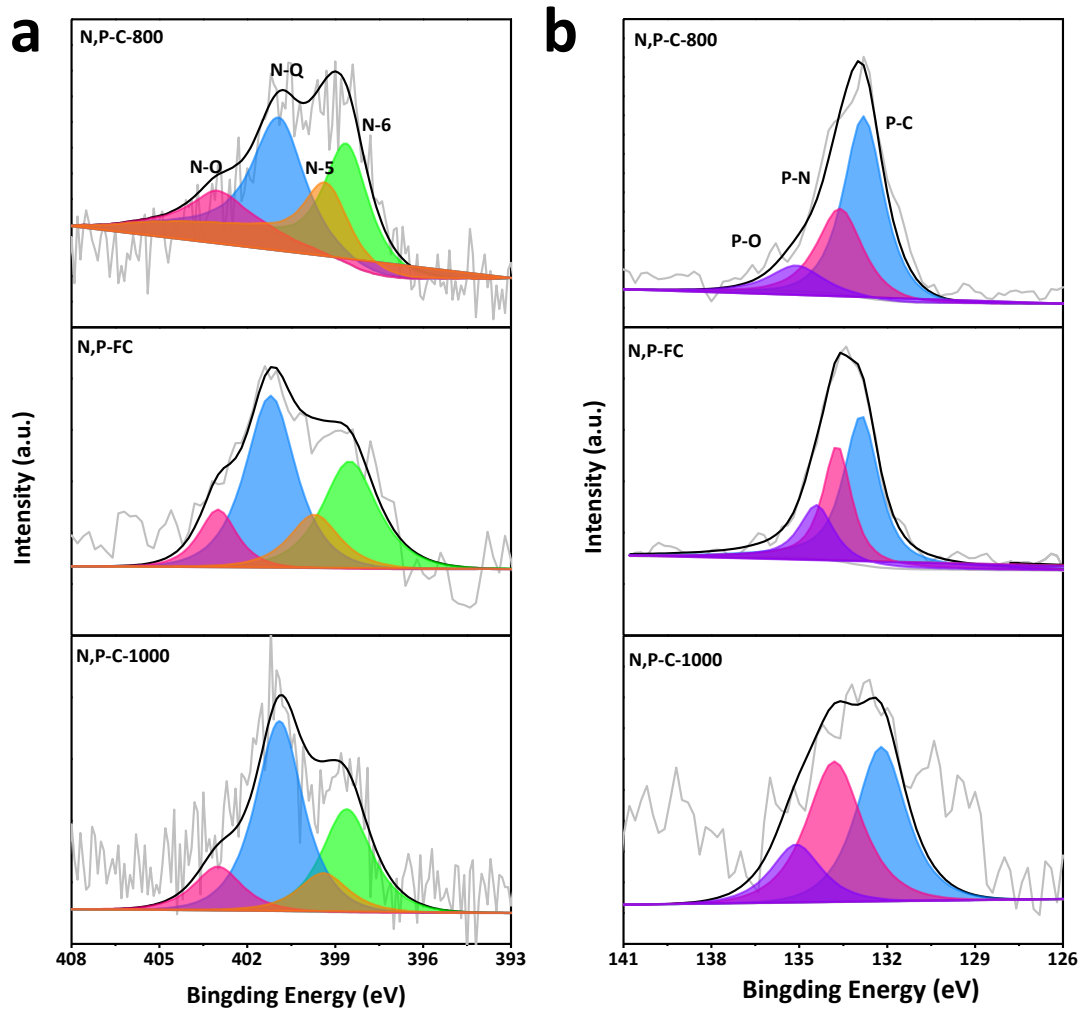 a
N,P-C-800
N-Q
N-6
N-O
N-5
N,P-FC
N,P-C-1000
Intensity (a.u.)
408 405 402 399 396 393
Bingding Energy (eV)
b
N,P-C-800
P-C
P-N
P-O
N,P-FC
N,P-C-1000
Intensity (a.u.)
141 138 135 132 129 126
Bingding Energy (eV)